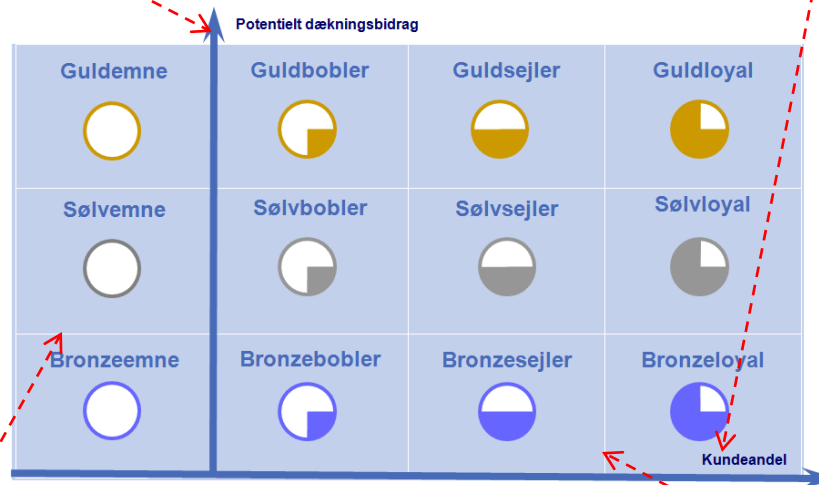 Potentielt dækningsbidrag
Guldemne
Guldbobler
Guldsejler
Guldloyal
Sølvemne
Sølvbobler
Sølvsejler
Sølvloyal
Bronzeemne
Bronzebobler
Bronzesejler
Bronzeloyal
Kundeandel